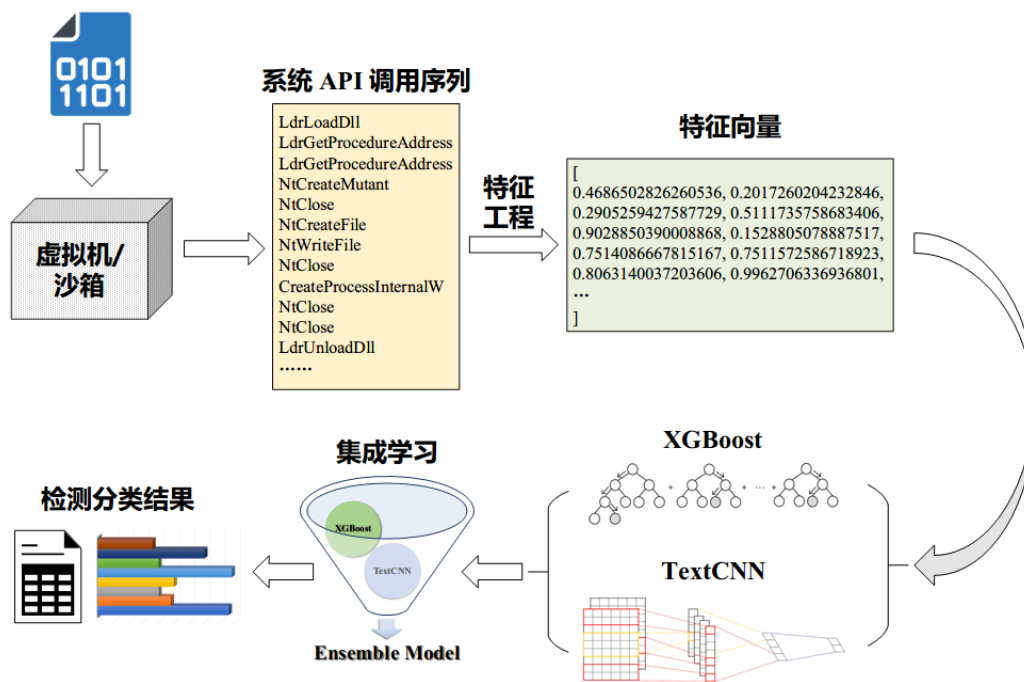 0101
1101
虚拟机/
沙箱
系统 API 调用序列
LdrLoadDll
LdrGetProcedureAddress
LdrGetProcedureAddress
NtCreateMutant
NtClose
NtCreateFile
NtWriteFile
NtClose
CreateProcessInternalW
NtClose
NtClose
LdrUnloadDll
……
特征
工程
特征向量
[
0.4686502826260536, 0.2017260204232846,
0.2905259427587729, 0.5111735758683406,
0.9028850390008868, 0.1528805078887517,
0.7514086667815167, 0.7511572586718923,
0.8063140037203606, 0.9962706336936801,
...
]
XGBoost
+ + ... +
TextCNN
集成学习
XGBoost
TextCNN
Ensemble Model
检测分类结果